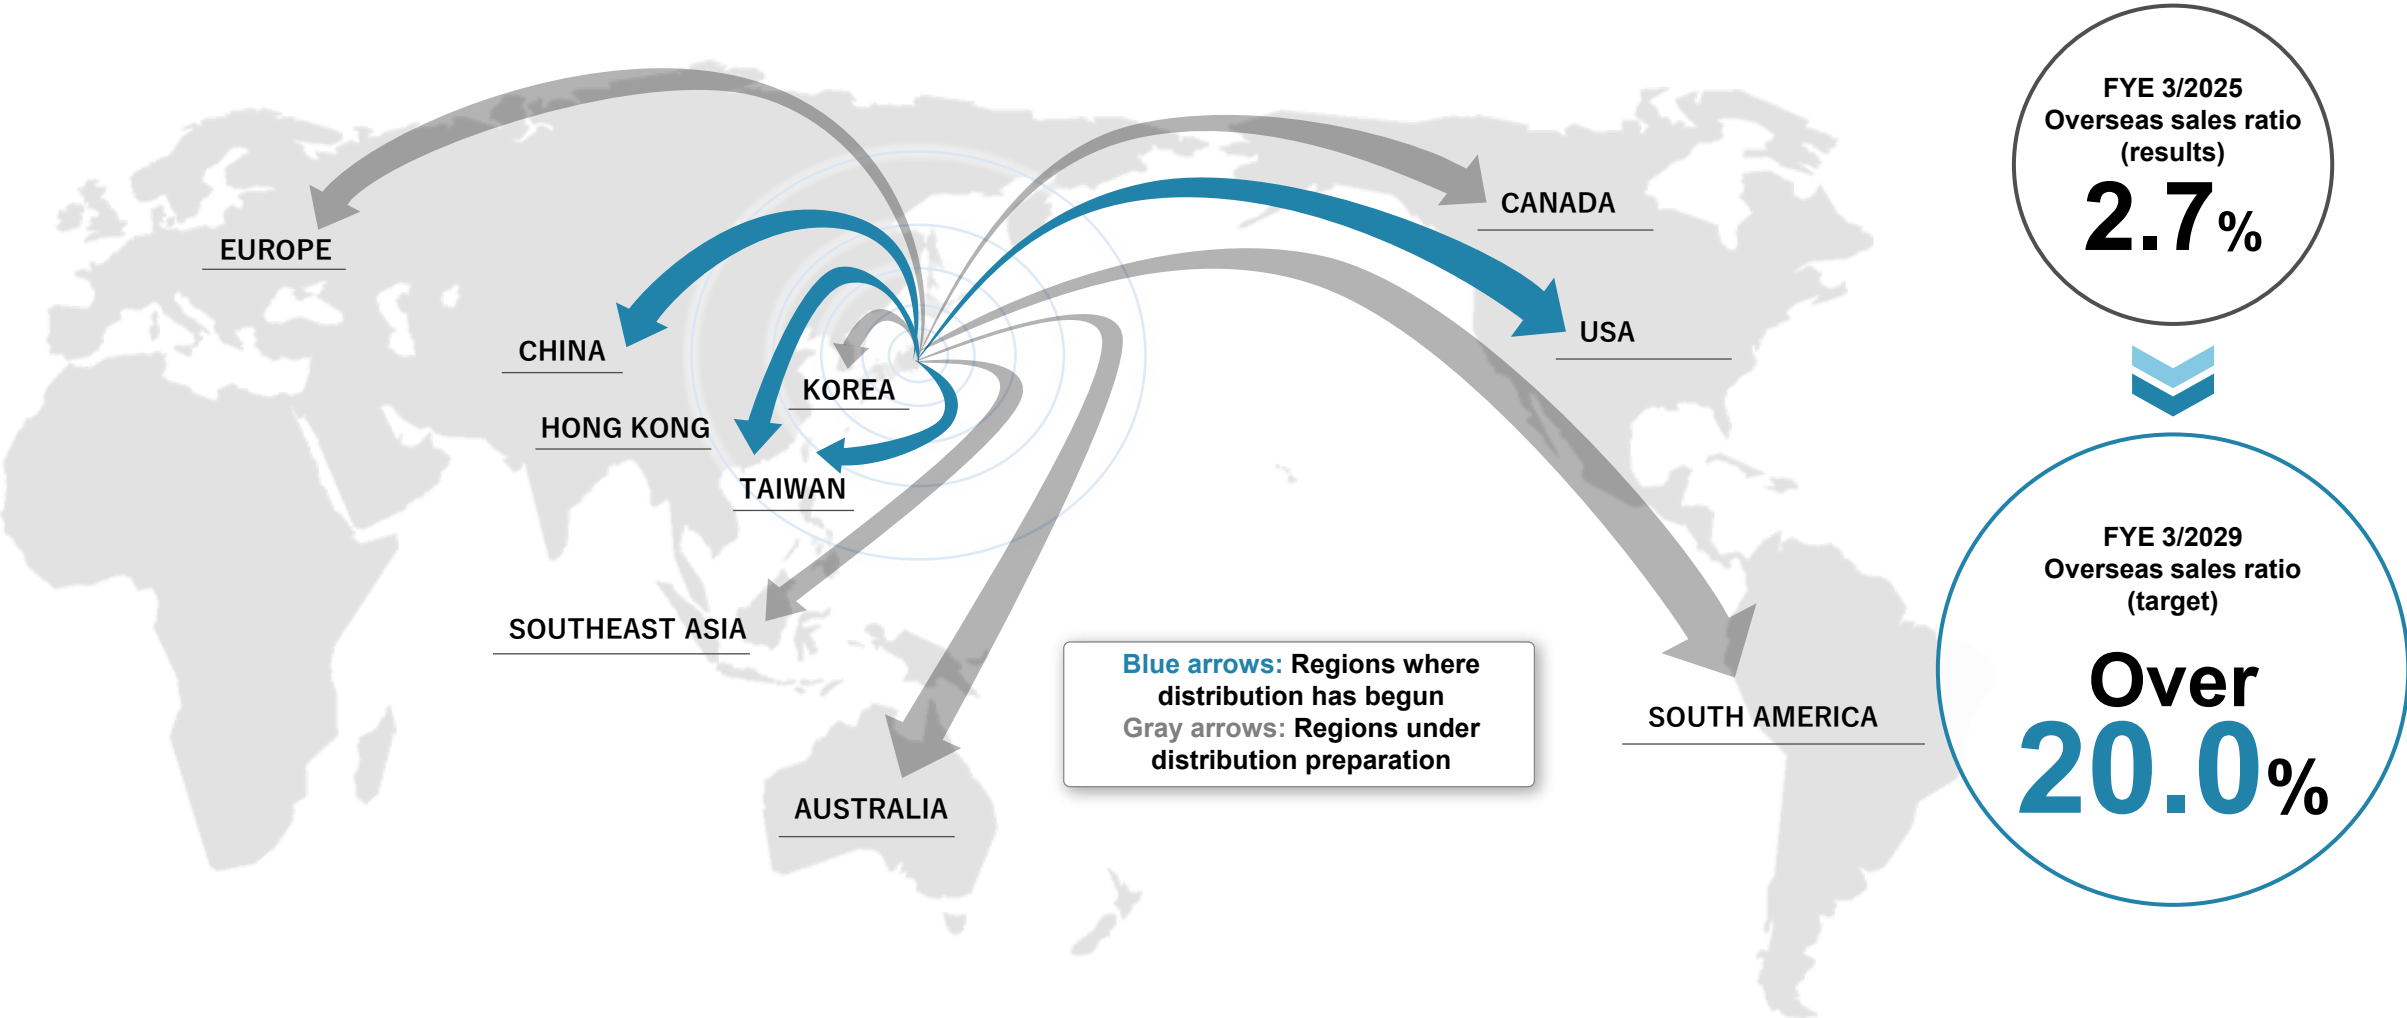 FYE 3/2025
Overseas sales ratio
(results)
2.7%
CANADA
EUROPE
USA
CHINA
KOREA
HONG KONG
TAIWAN
FYE 3/2029
Overseas sales ratio
(target)
Over
20.0%
SOUTHEAST ASIA
Blue arrows: Regions where
distribution has begun
Gray arrows: Regions under
distribution preparation
SOUTH AMERICA
AUSTRALIA